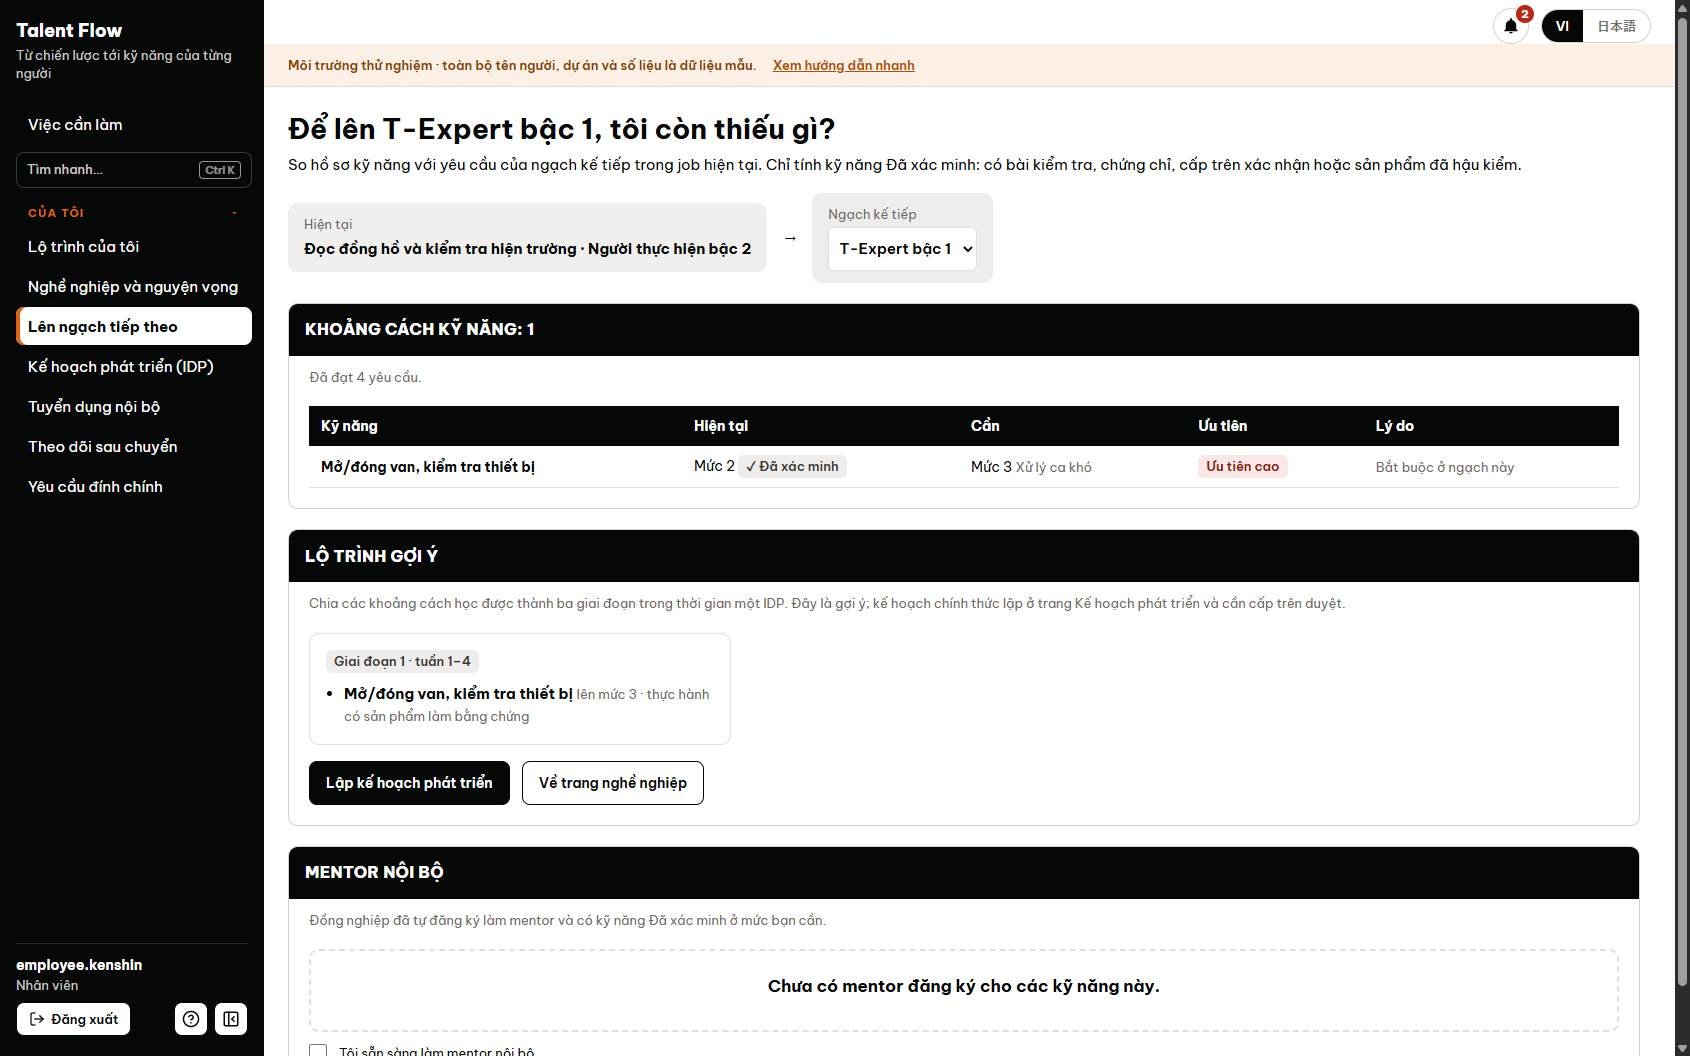 Talent Flow
Từ chiến lược tới kỹ năng của từng
người
Việc cần làm
Tìm nhanh...
Ctrl K
CỦA TÔI
Lộ trình của tôi
Nghề nghiệp và nguyện vọng
Lên ngạch tiếp theo
Kế hoạch phát triển (IDP)
Tuyển dụng nội bộ
Theo dõi sau chuyển
Yêu cầu đính chính
employee.kenshin
Nhân viên
Đăng xuất
2
VI
日本語
Môi trường thử nghiệm · toàn bộ tên người, dự án và số liệu là dữ liệu mẫu. Xem hướng dẫn nhanh
Để lên T-Expert bậc 1, tôi còn thiếu gì?
So hồ sơ kỹ năng với yêu cầu của ngạch kế tiếp trong job hiện tại. Chỉ tính kỹ năng Đã xác minh: có bài kiểm tra, chứng chỉ, cấp trên xác nhận hoặc sản phẩm đã hậu kiểm.
Hiện tại
Đọc đồng hồ và kiểm tra hiện trường · Người thực hiện bậc 2
→
Ngạch kế tiếp
T-Expert bậc 1
KHOẢNG CÁCH KỸ NĂNG: 1
Đã đạt 4 yêu cầu.
Kỹ năng Hiện tại Cần Ưu tiên Lý do
Mở/đóng van, kiểm tra thiết bị Mức 2 ✓ Đã xác minh Mức 3 Xử lý ca khó Ưu tiên cao Bắt buộc ở ngạch này
LỘ TRÌNH GỢI Ý
Chia các khoảng cách học được thành ba giai đoạn trong thời gian một IDP. Đây là gợi ý; kế hoạch chính thức lập ở trang Kế hoạch phát triển và cần cấp trên duyệt.
Giai đoạn 1 · tuần 1–4
• Mở/đóng van, kiểm tra thiết bị lên mức 3 · thực hành
có sản phẩm làm bằng chứng
Lập kế hoạch phát triển
Về trang nghề nghiệp
MENTOR NỘI BỘ
Đồng nghiệp đã tự đăng ký làm mentor và có kỹ năng Đã xác minh ở mức bạn cần.
Chưa có mentor đăng ký cho các kỹ năng này.
Tôi sẵn sàng làm mentor nội bộ